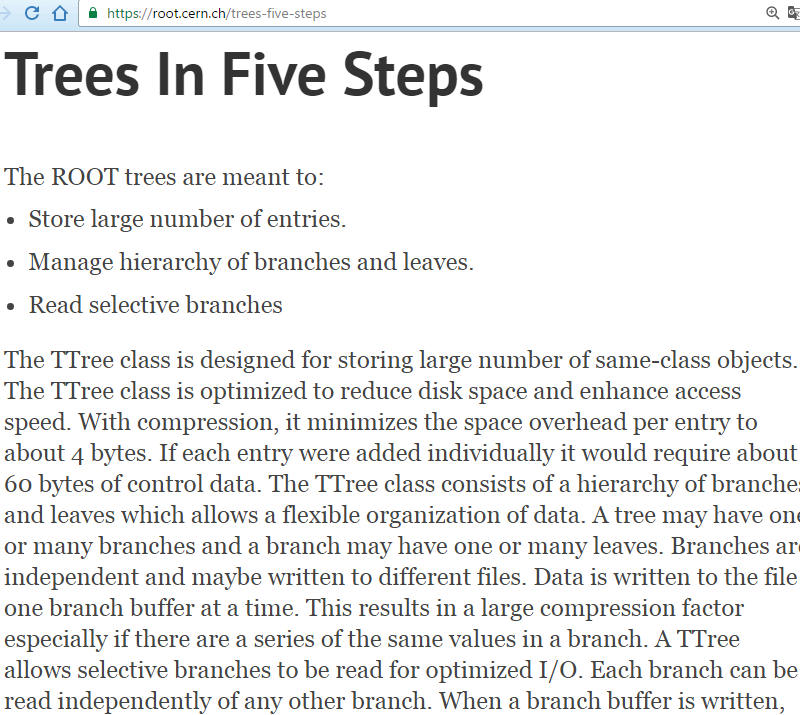 https://root.cern.ch/trees-five-steps
Trees In Five Steps
The ROOT trees are meant to:
• Store large number of entries.
• Manage hierarchy of branches and leaves.
• Read selective branches
The TTree class is designed for storing large number of same-class objects.
The TTree class is optimized to reduce disk space and enhance access
speed. With compression, it minimizes the space overhead per entry to
about 4 bytes. If each entry were added individually it would require about
60 bytes of control data. The TTree class consists of a hierarchy of branches
and leaves which allows a flexible organization of data. A tree may have one
or many branches and a branch may have one or many leaves. Branches are
independent and maybe written to different files. Data is written to the file
one branch buffer at a time. This results in a large compression factor
especially if there are a series of the same values in a branch. A TTree
allows selective branches to be read for optimized I/O. Each branch can be
read independently of any other branch. When a branch buffer is written,